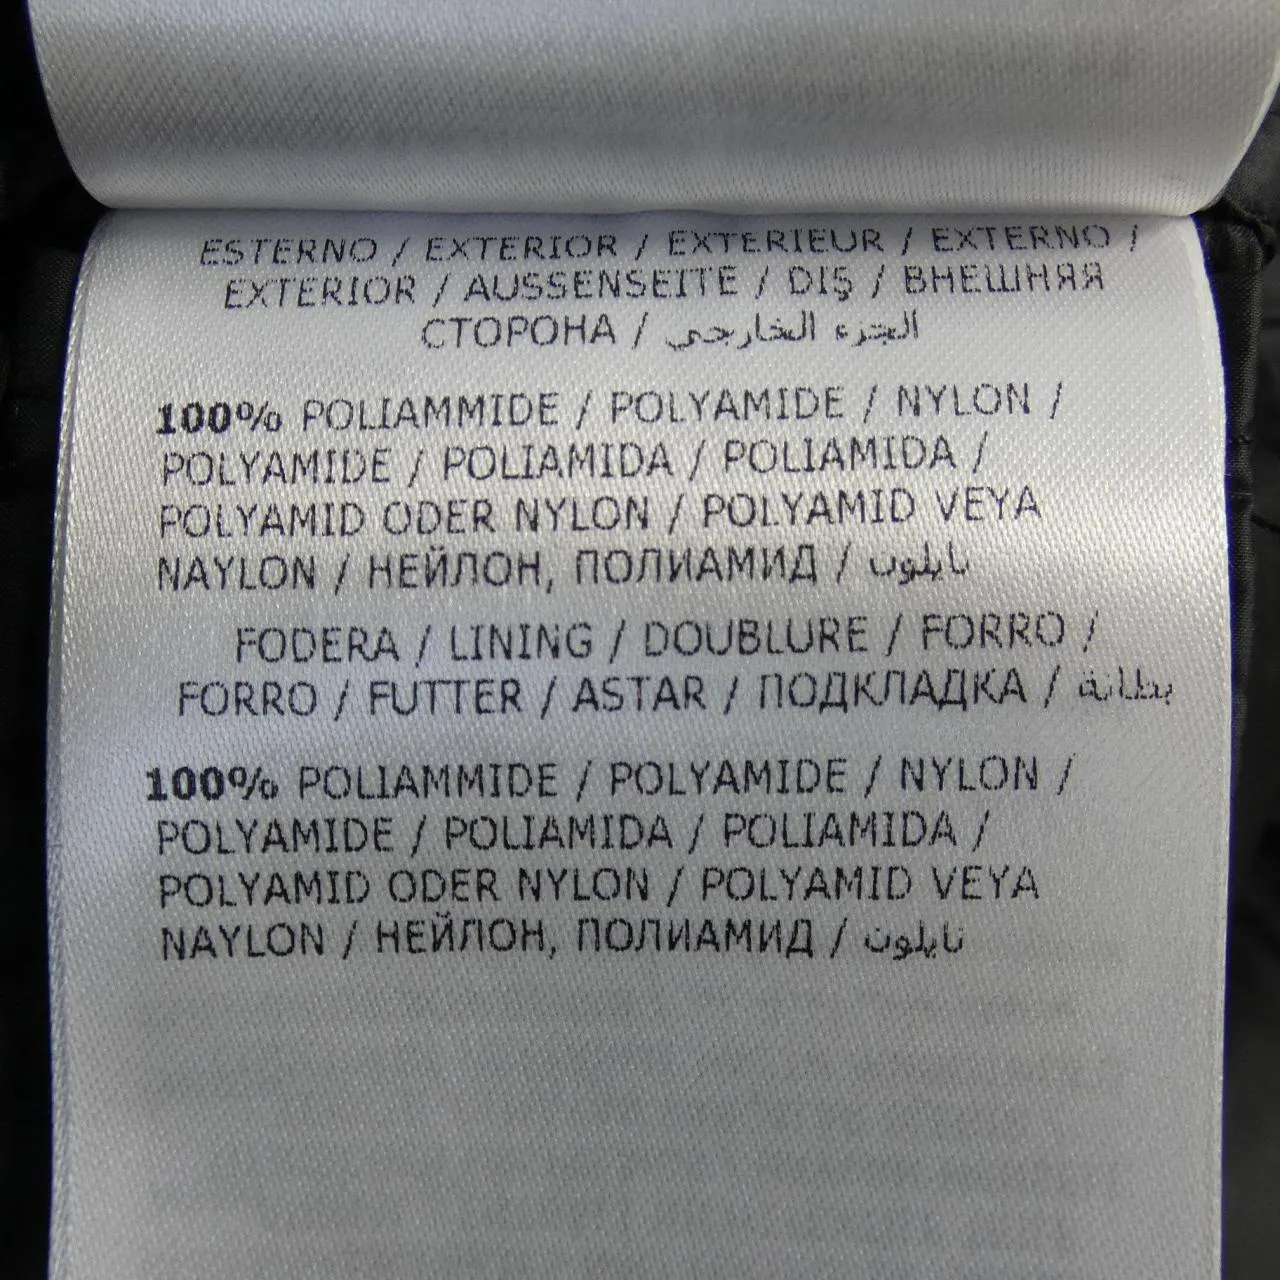 ESTERNO / EXTERIOR / EXTERIEUR / EXTERNO /
EXTERIOR / AUSSENSEITE / DIŞ / ВНЕШНЯЯ
СТОРОНА / الجزء الخارجي
100% POLIAMMIDE / POLYAMIDE / NYLON /
POLYAMIDE / POLIAMIDA / POLIAMIDA /
POLYAMID ODER NYLON / POLYAMID VEYA
NAYLON / НЕЙЛОН, ПОЛИАМИД / نايلون
FODERA / LINING / DOUBLURE / FORRO /
FORRO / FUTTER / ASTAR / ПОДКЛАДКА / بطانة
100% POLIAMMIDE / POLYAMIDE / NYLON /
POLYAMIDE / POLIAMIDA / POLIAMIDA /
POLYAMID ODER NYLON / POLYAMID VEYA
NAYLON / НЕЙЛОН, ПОЛИАМИД / نايلون